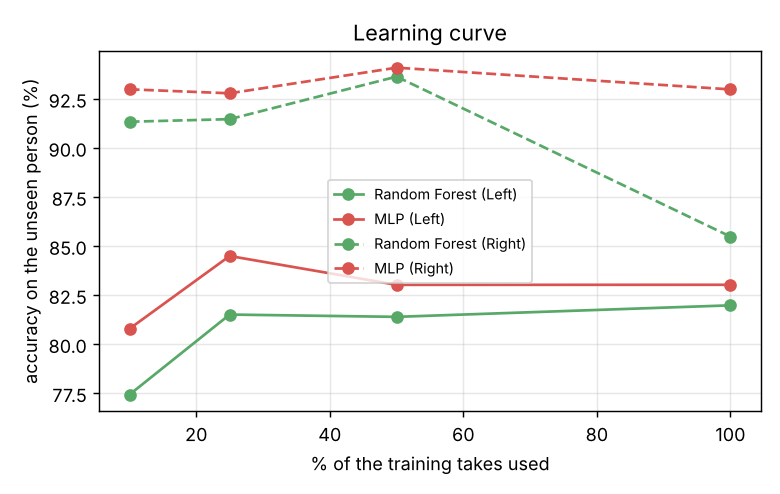 Learning curve
accuracy on the unseen person (%)
92.5
90.0
87.5
85.0
82.5
80.0
77.5
Random Forest (Left)
MLP (Left)
Random Forest (Right)
MLP (Right)
20 40 60 80 100
% of the training takes used